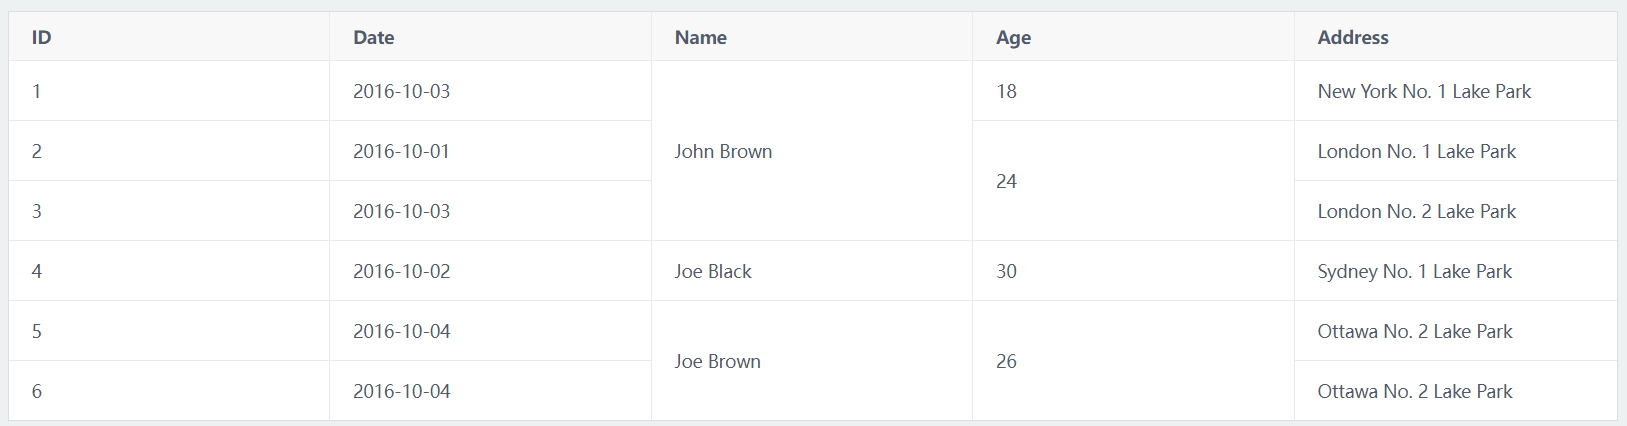 ID Date Name Age Address
1 2016-10-03 18 New York No. 1 Lake Park
2 2016-10-01 John Brown London No. 1 Lake Park
24
3 2016-10-03 London No. 2 Lake Park
4 2016-10-02 Joe Black 30 Sydney No. 1 Lake Park
5 2016-10-04 Ottawa No. 2 Lake Park
Joe Brown 26
6 2016-10-04 Ottawa No. 2 Lake Park